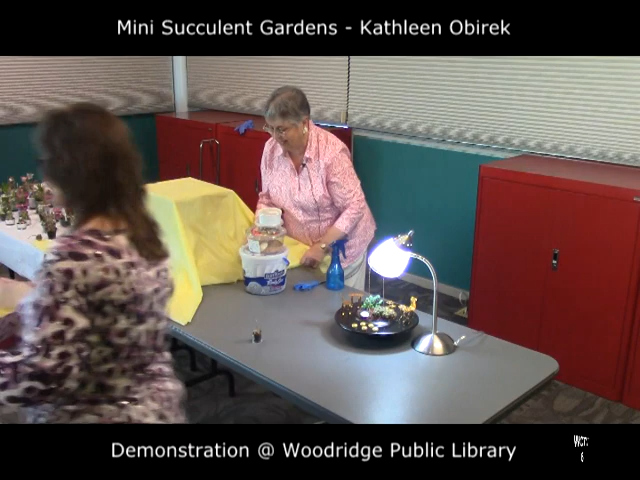 Mini Succulent Gardens - Kathleen Obirek
Demonstration @ Woodridge Public Library